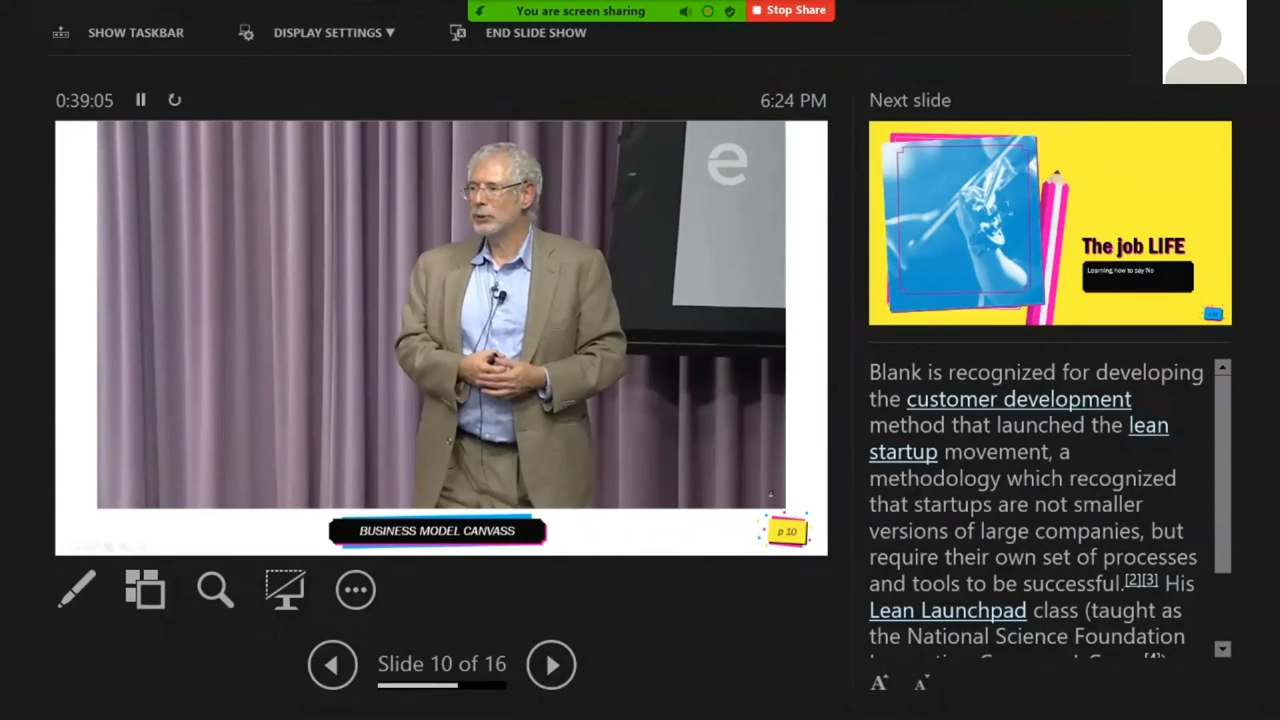 You are screen sharing
Stop Share
SHOW TASKBAR
DISPLAY SETTINGS ▼
END SLIDE SHOW
0:39:05
6:24 PM
Next slide
e
BUSINESS MODEL CANVASS
p 10
Slide 10 of 16
The job LIFE
Learning how to say No
Blank is recognized for developing
the customer development
method that launched the lean
startup movement, a
methodology which recognized
that startups are not smaller
versions of large companies, but
require their own set of processes
and tools to be successful.[2][3] His
Lean Launchpad class (taught as
the National Science Foundation
A A